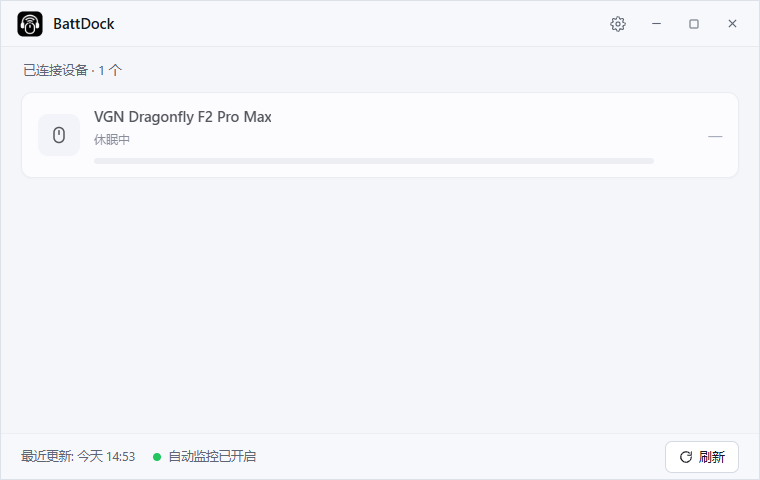 BattDock
已连接设备 · 1 个
VGN Dragonfly F2 Pro Max
休眠中
—
最近更新: 今天 14:53
自动监控已开启
刷新